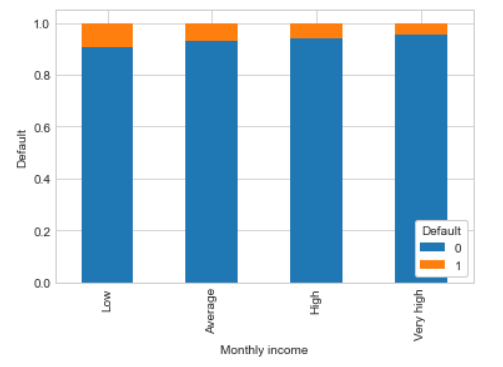 1.0
0.8
0.6
0.4
0.2
0.0
Default
Default
0
1
Low
Average
High
Very high
Monthly income